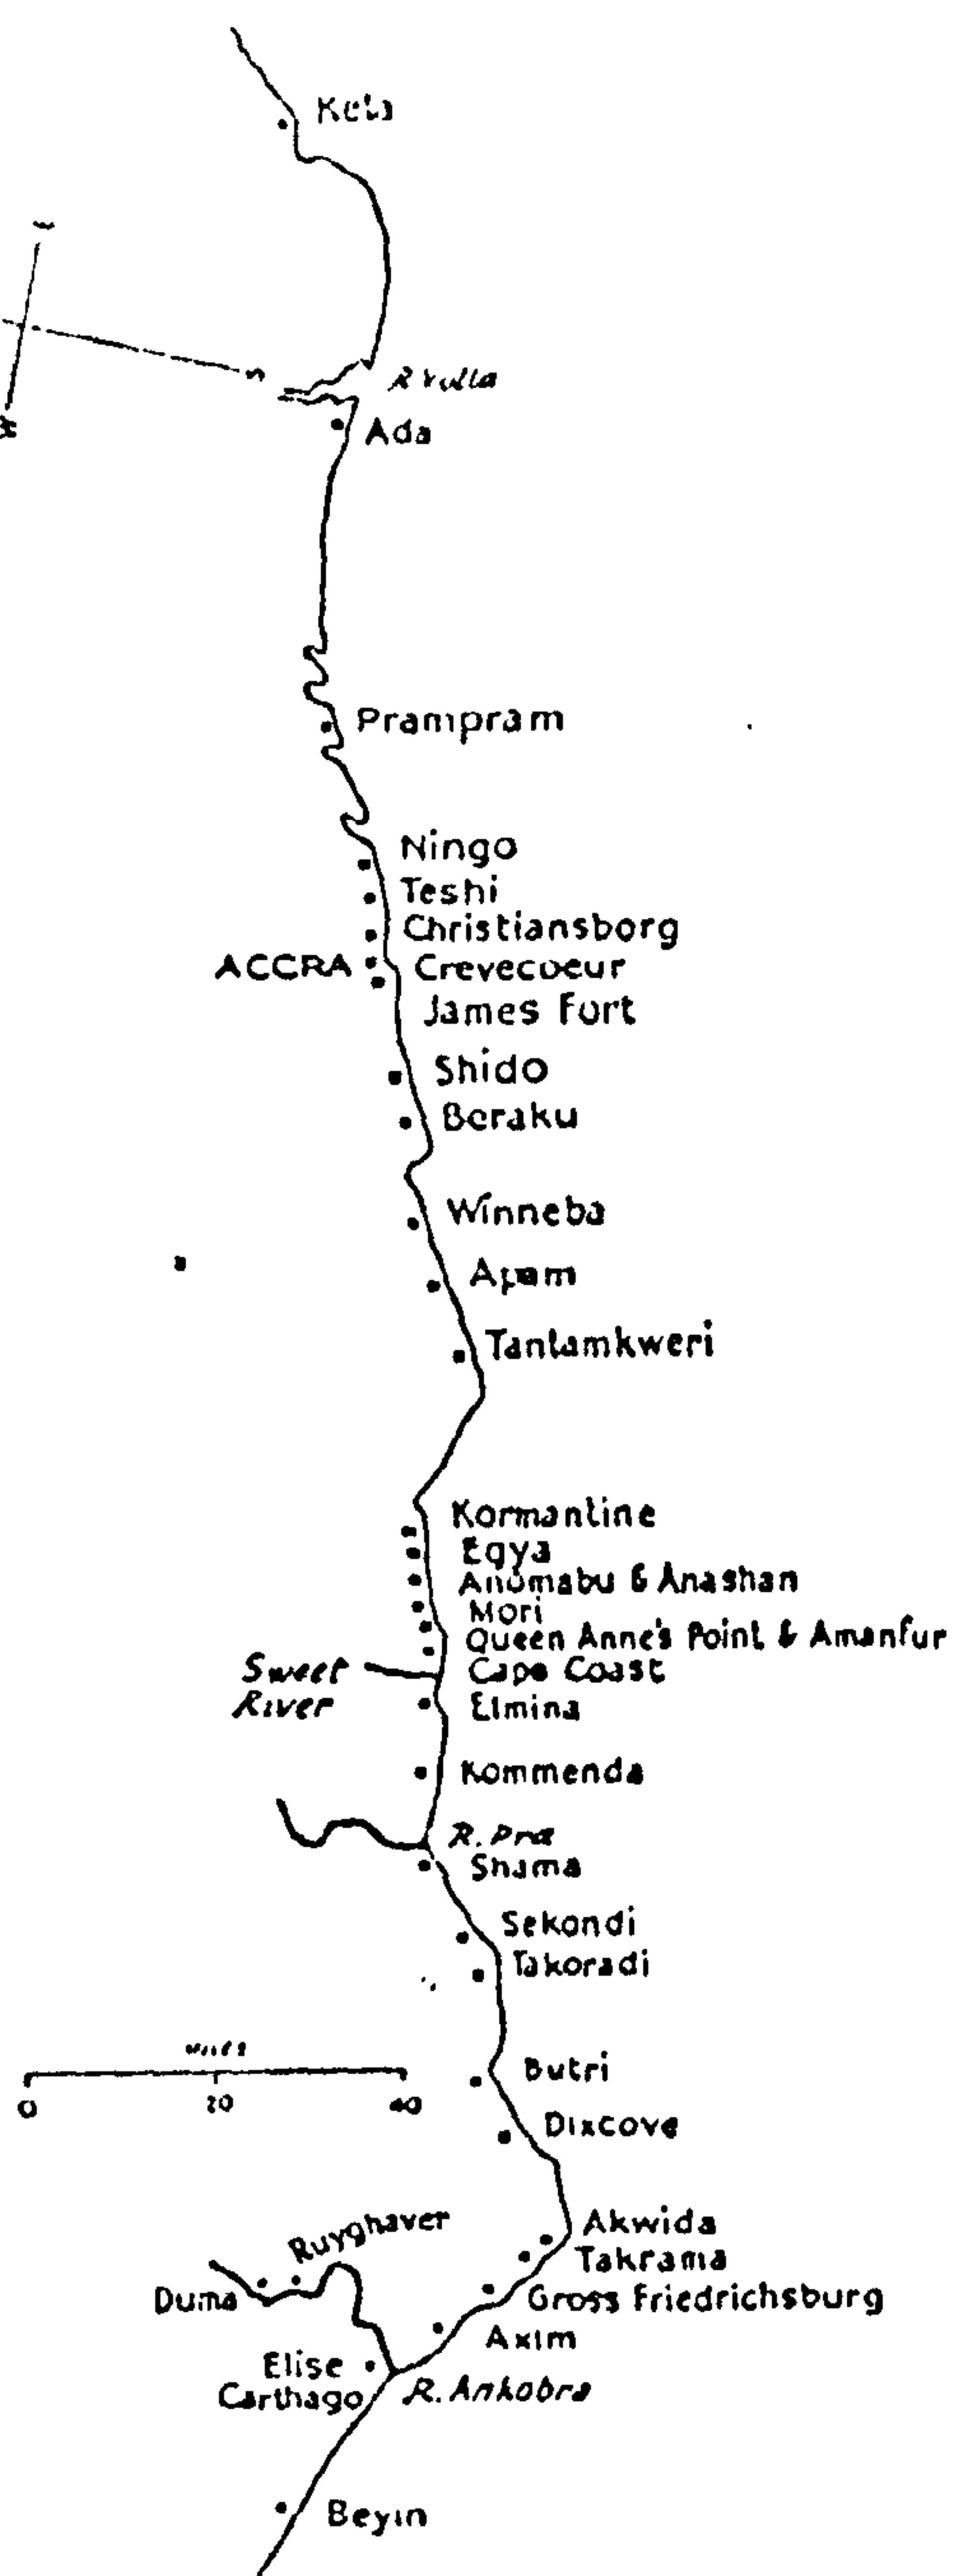 Keta
S
R Volta
Ada
Prampram
Ningo
Teshi
Christiansborg
ACCRA
Crevecoeur
James Fort
Shido
Beraku
Winneba
Apam
Tantamkweri
Kormantine
Egya
Anomabu & Anashan
Mori
Queen Anne's Point & Amanfur
Sweet
River
Cape Coast
Elmina
Kommenda
R. Pra
Shama
Sekondi
Takoradi
MILES
0 20 40
Butri
Dixcove
Akwida
Takrama
Gross Friedrichsburg
Ruyghaver
Duma
Axim
Elise
Carthago
R. Ankobra
Beyin